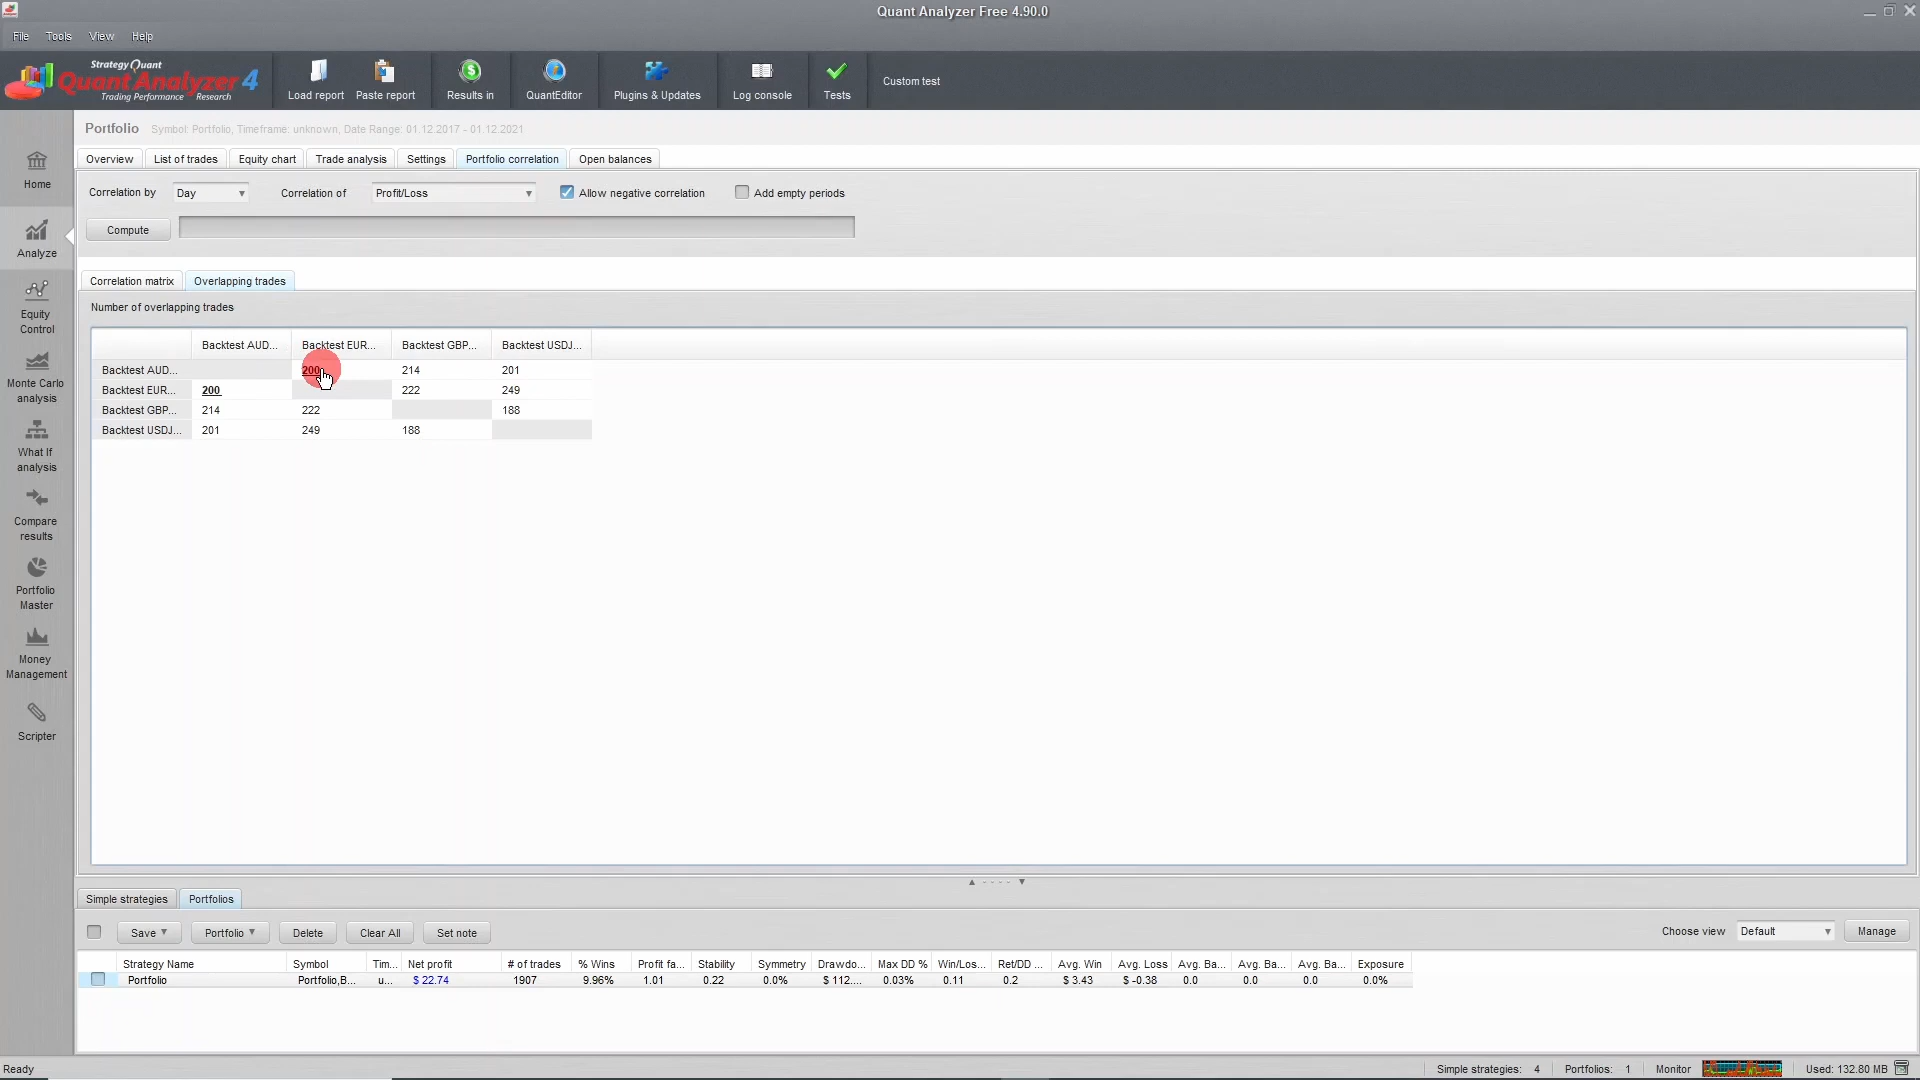 Quant Analyzer Free 4.90.0
File Tools View Help
StrategyQuant
QuantAnalyzer 4
Trading Performance Research
Load report Paste report Results in QuantEditor Plugins & Updates Log console Tests Custom test
Portfolio Symbol: Portfolio, Timeframe: unknown, Date Range: 01.12.2017 - 01.12.2021
Overview List of trades Equity chart Trade analysis Settings Portfolio correlation Open balances
Correlation by Day Correlation of Profit/Loss Allow negative correlation Add empty periods
Compute
Correlation matrix Overlapping trades
Number of overlapping trades
Backtest AUD... Backtest EUR... Backtest GBP... Backtest USDJ...
Backtest AUD... 200 214 201
Backtest EUR... 200 222 249
Backtest GBP... 214 222 188
Backtest USDJ... 201 249 188
Home
Analyze
Equity
Control
Monte Carlo
analysis
What If
analysis
Compare
results
Portfolio
Master
Money
Management
Scripter
Simple strategies Portfolios
Save Portfolio Delete Clear All Set note Choose view Default Manage
Strategy Name Symbol Tim... Net profit # of trades % Wins Profit fa... Stability Symmetry Drawdo... Max DD % Win/Los... Ret/DD ... Avg. Win Avg. Loss Avg. Ba... Avg. Ba... Avg. Ba... Exposure
Portfolio Portfolio,B... u... $ 22.74 1907 9.96% 1.01 0.22 0.0% $ 112.... 0.03% 0.11 0.2 $ 3.43 $ -0.38 0.0 0.0 0.0 0.0%
Ready Simple strategies: 4 Portfolios: 1 Monitor Used: 132.80 MB